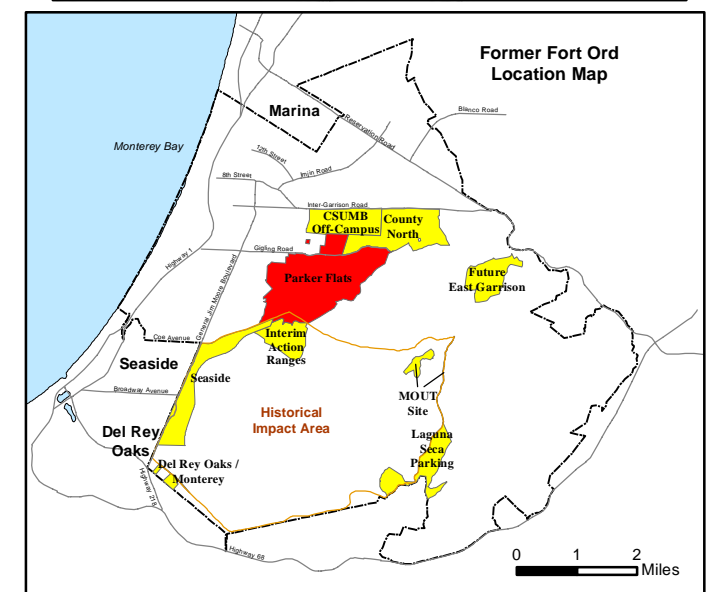 Former Fort Ord
Location Map
Marina
Blanco Road
Reservation Road
Monterey Bay
12th Street
Imjin Road
8th Street
Inter-Garrison Road
CSUMB
Off-Campus
County
North
Gigling Road
Highway 1
General Jim Moore Boulevard
Parker Flats
Future
East Garrison
Coe Avenue
Interim
Action
Ranges
Seaside
Seaside
Broadway Avenue
MOUT
Site
Historical
Impact Area
Del Rey
Oaks
Laguna
Seca
Parking
Del Rey Oaks /
Monterey
Highway 218
Highway 68
0 1 2
Miles